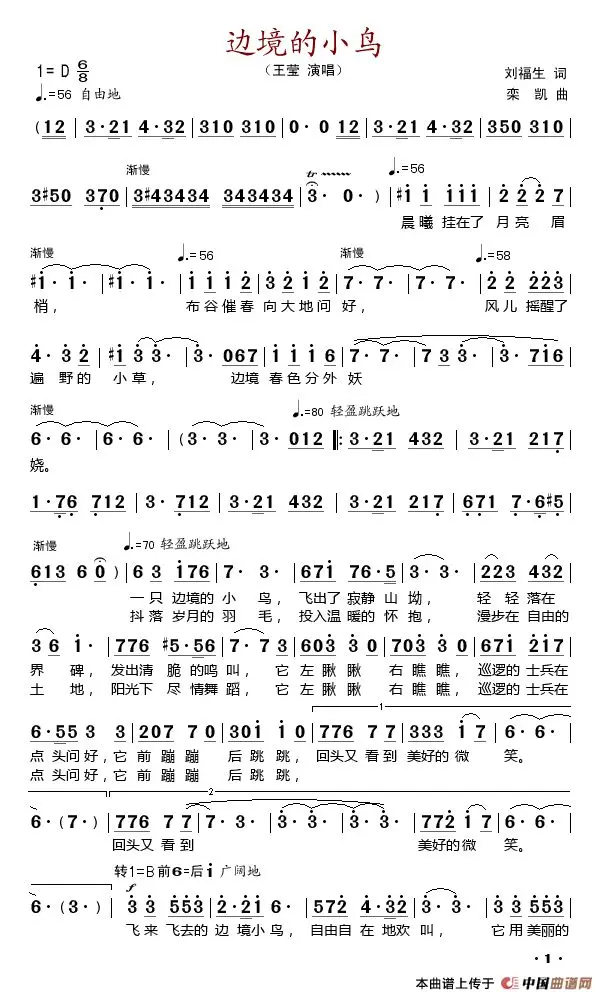 边境的小鸟
（王莹 演唱）
1= D 6/8
♩.=56 自由地
刘福生 词
栾 凯 曲
( 12 | 3·21 4·32 | 310 310 | 0·0 12 | 3·21 4·32 | 350 310 |
渐慢 ♩.=56
3#50 370 | 3#43434 343434 | 3· 0· ) | #i i i i i | 2 2 2 7 |
晨曦 挂在了 月亮 眉
渐慢 ♩.=56 渐慢 ♩.=58
#i· i· | #i· i· | i i i 2 | 3 2 i 2 | 7· 7· | 7· 7· | 2 2 2 2 3 |
梢， 布谷催春 向大地问 好， 风儿 摇醒了
4· 3 2 | #i 3 3· | 3· 067 | i i i 6 | 7· 7· | 7 3 3· | 3· 7i6 |
遍 野的 小草， 边境 春色分外 妖
渐慢 ♩.=80 轻盈跳跃地
6· 6· | 6· 6· | (3· 3· | 3· 012 ‖: 3·21 432 | 3·21 217 |
娆。
1·76 712 | 3· 712 | 3·21 432 | 3·21 217 | 671 7·6#5 |
渐慢 ♩.=70 轻盈跳跃地
613 6 0 ) | 6 3 i76 | 7· 3· | 67i 76·5 | 3· 3· | 223 432 |
一只 边境的 小 鸟， 飞出了 寂静 山 坳， 轻 轻 落在
抖落 岁月的 羽 毛， 投入温 暖的 怀 抱， 漫步在 自由的
3 6 i· | 776 #5·56 | 7·7 3 | 603 3 0 | 703 3 0 | 67i 2i7 |
界 碑， 发出清 脆的鸣 叫， 它 左 瞅瞅 右 瞧瞧， 巡逻的 士兵在
土 地， 阳光下 尽 情舞 蹈， 它 左 瞅瞅 右 瞧瞧， 巡逻的 士兵在
1
6·55 3 3 | 207 7 0 | 30i i 0 | 776 7 7 | 333 i 7 | 6· 6· |
点 头问 好，它 前 蹦蹦 后 跳跳， 回头又 看到 美好的 微 笑。
点 头问 好，它 前 蹦蹦 后 跳跳，
2
6· (7· ) | 776 7 7 | 7· 3· | 3· 3· | 3· 3· | 772 i 7 | 6· 6· |
回头又 看到 美好的 微 笑。
转1=B 前6=后i 广阔地
f
6· (3· ) | 3 3 553 | 2·2i 6 | 572 4·32 | 3· 3· | 3 3 553 |
飞来 飞去的 边 境小鸟， 自由自 在 地欢 叫， 它 用 美丽的
· 1 ·
本曲谱上传于 中国曲谱网